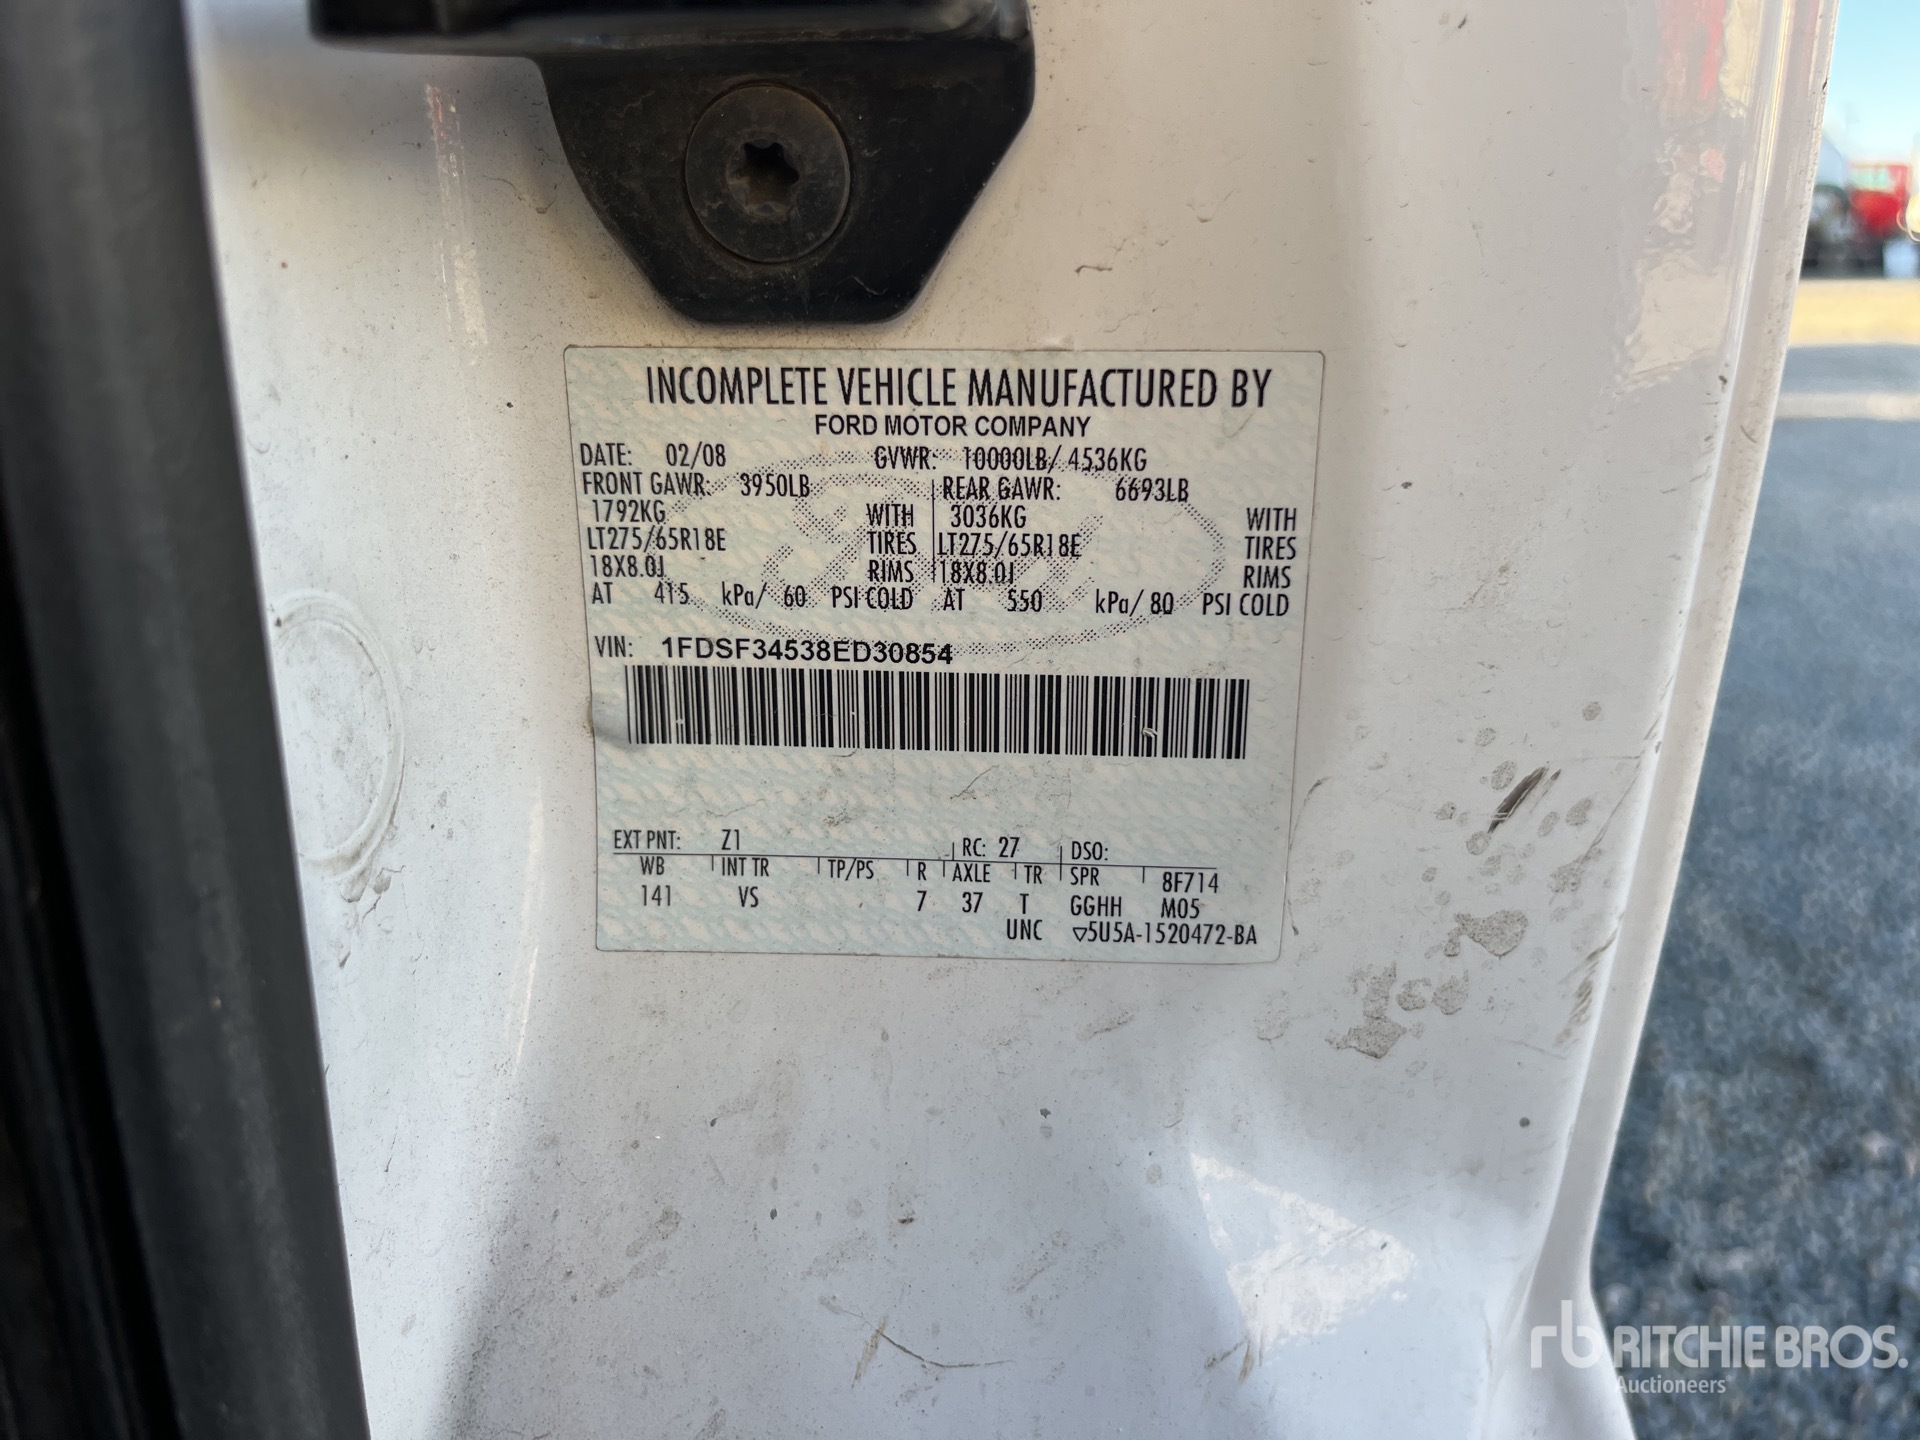 INCOMPLETE VEHICLE MANUFACTURED BY
FORD MOTOR COMPANY
DATE: 02/08 GVWR: 10000LB/ 4536KG
FRONT GAWR: 3950LB REAR GAWR: 6693LB
1792KG WITH 3036KG WITH
LT275/65R18E TIRES LT275/65R18E TIRES
18X8.0J RIMS 18X8.0J RIMS
AT 415 kPa/ 60 PSI COLD AT 550 kPa/ 80 PSI COLD
VIN: 1FDSF34538ED30854
EXT PNT: Z1 RC: 27 DSO:
WB INT TR TP/PS R AXLE TR SPR 8F714
141 VS 7 37 T GGHH M05
UNC ▽5U5A-1520472-BA
rb RITCHIE BROS.
Auctioneers